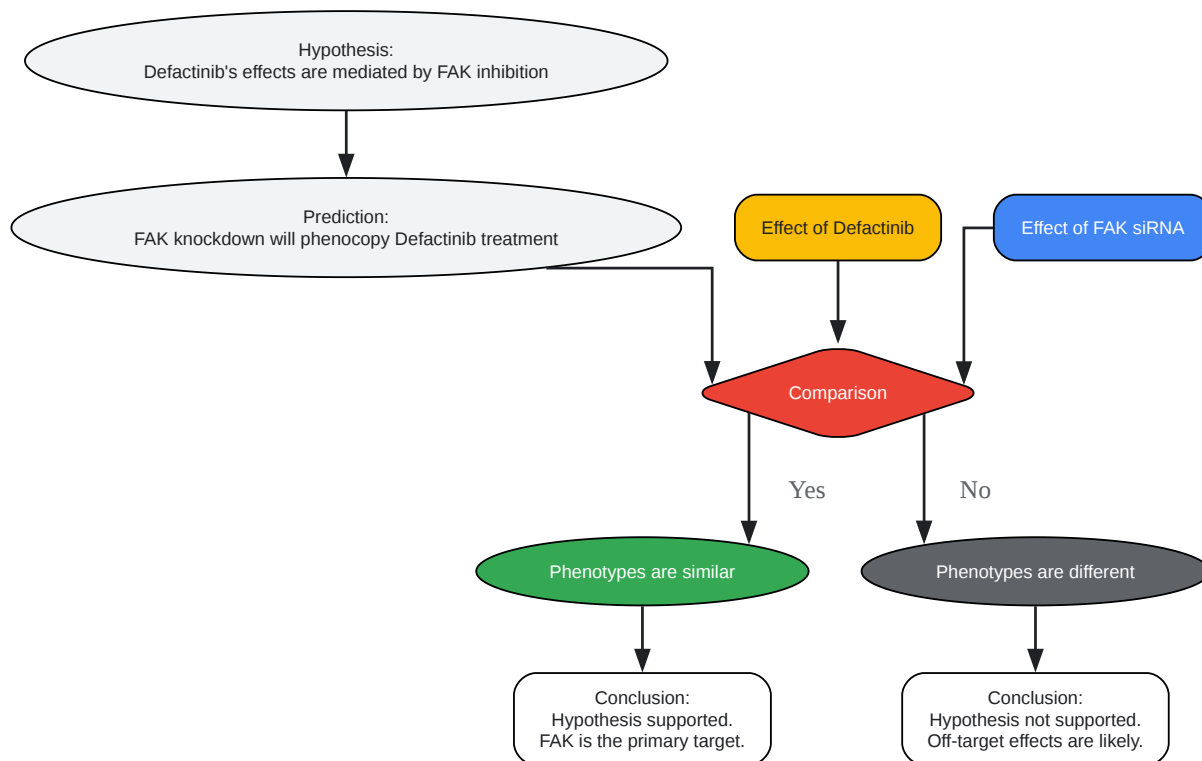 Hypothesis:
Defactinib's effects are mediated by FAK inhibition
Prediction:
FAK knockdown will phenocopy Defactinib treatment
Effect of Defactinib
Effect of FAK siRNA
Comparison
Yes
No
Phenotypes are similar
Phenotypes are different
Conclusion:
Hypothesis supported.
FAK is the primary target.
Conclusion:
Hypothesis not supported.
Off-target effects are likely.